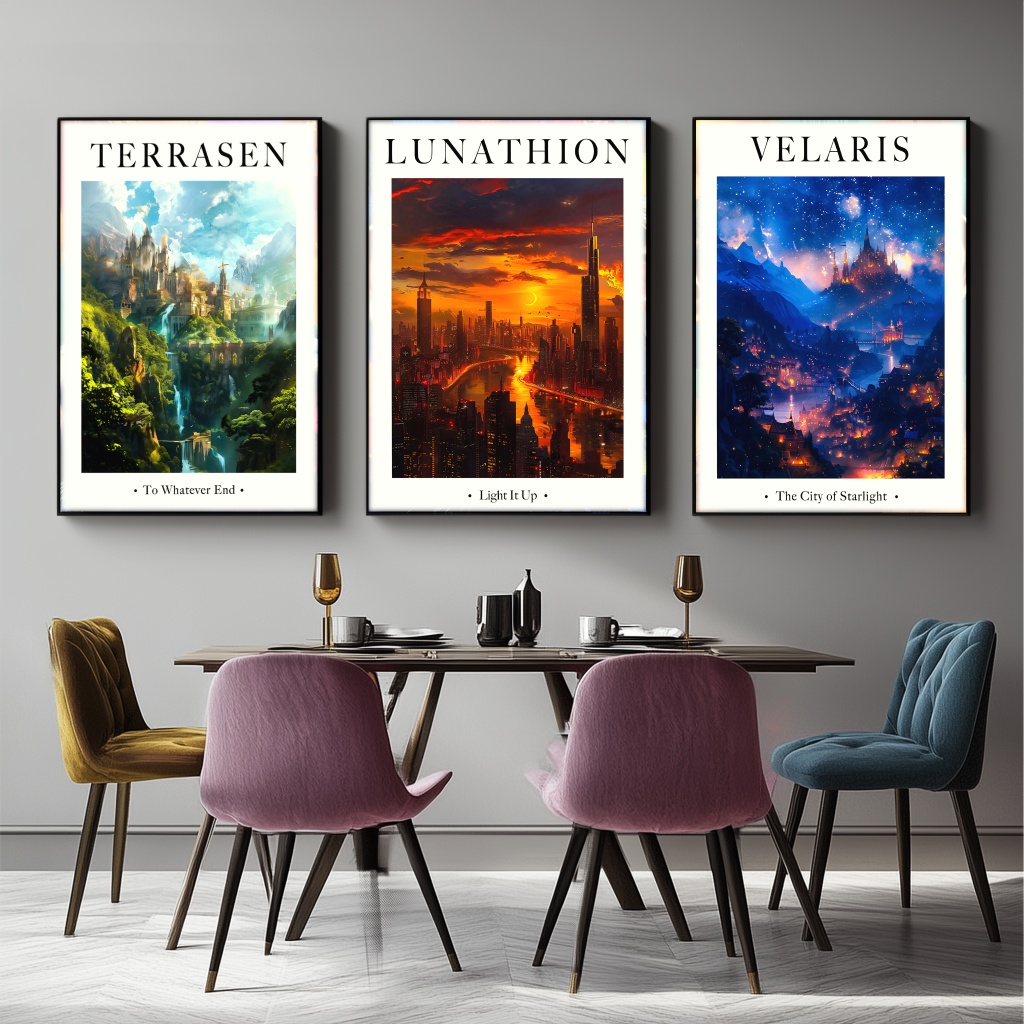 TERRASEN
• To Whatever End •
LUNATHION
• Light It Up •
VELARIS
• The City of Starlight •